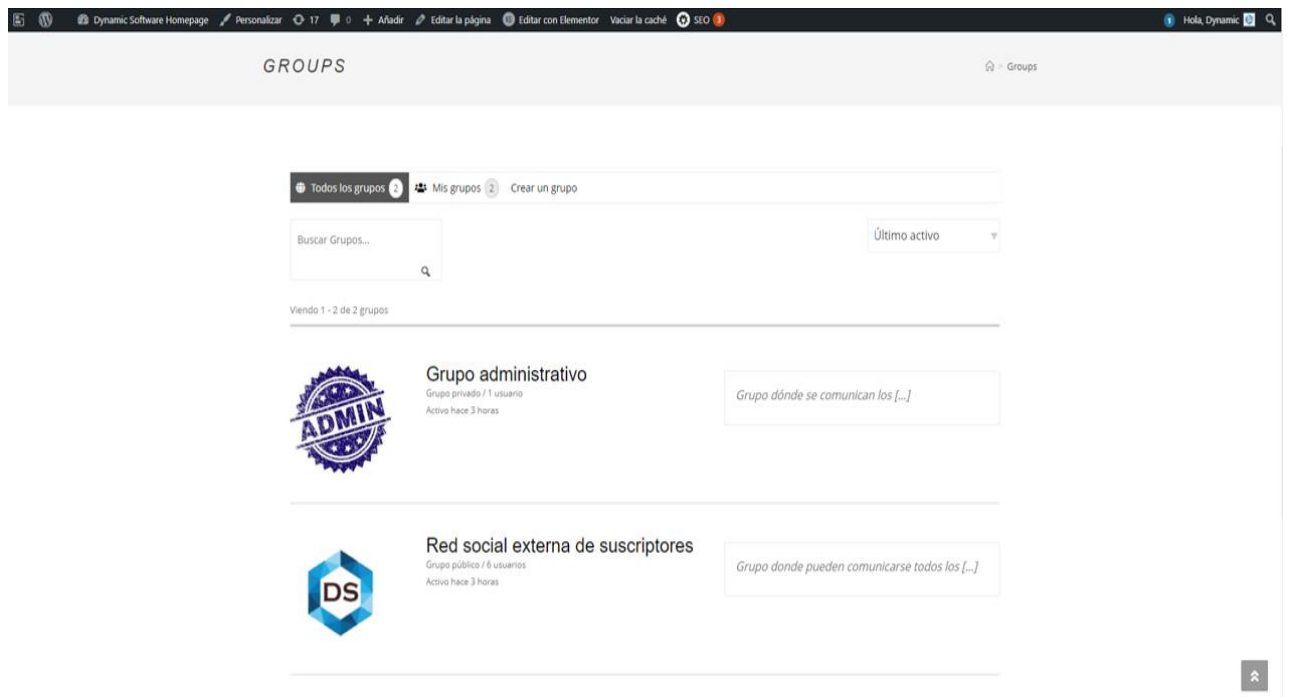 Dynamic Software Homepage Personalizar 17 0 Añadir Editar la página Editar con Elementor Vaciar la caché SEO 3 1 Hola, Dynamic
GROUPS
> Groups
Todos los grupos 2 Mis grupos 2 Crear un grupo
Buscar Grupos...
Último activo
Viendo 1 - 2 de 2 grupos
ADMIN
Grupo administrativo
Grupo privado / 1 usuario
Activo hace 3 horas
Grupo dónde se comunican los [...]
DS
Red social externa de suscriptores
Grupo público / 6 usuarios
Activo hace 3 horas
Grupo donde pueden comunicarse todos los [...]